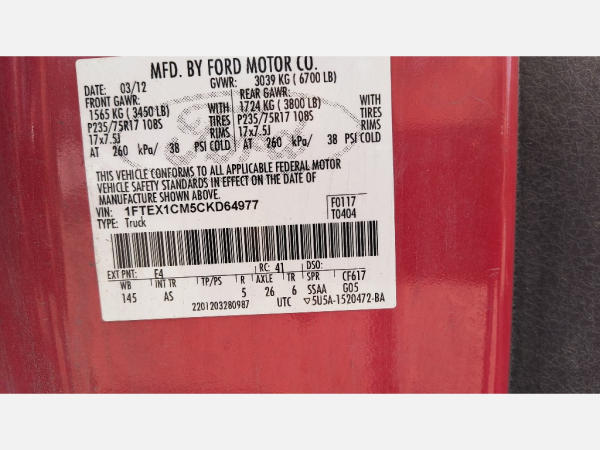 MFD. BY FORD MOTOR CO.
DATE: 03/12 GVWR: 3039 KG (6700 LB)
FRONT GAWR: REAR GAWR:
1565 KG (3450 LB) WITH 1724 KG (3800 LB) WITH
P235/75R17 108S TIRES P235/75R17 108S TIRES
17x7.5J RIMS 17x7.5J RIMS
AT 260 kPa/ 38 PSI COLD AT 260 kPa/ 38 PSI COLD
THIS VEHICLE CONFORMS TO ALL APPLICABLE FEDERAL MOTOR
VEHICLE SAFETY STANDARDS IN EFFECT ON THE DATE OF
MANUFACTURE SHOWN ABOVE.
VIN: 1FTEX1CM5CKD64977 F0117
TYPE: Truck T0404
EXT PNT: E4 RC: 41 DSO:
WB INT TR TP/PS R AXLE TR SPR CF617
145 AS 5 26 6 SSAA G05
2201203280987 UTC ▽5U5A-1520472-BA
Ford